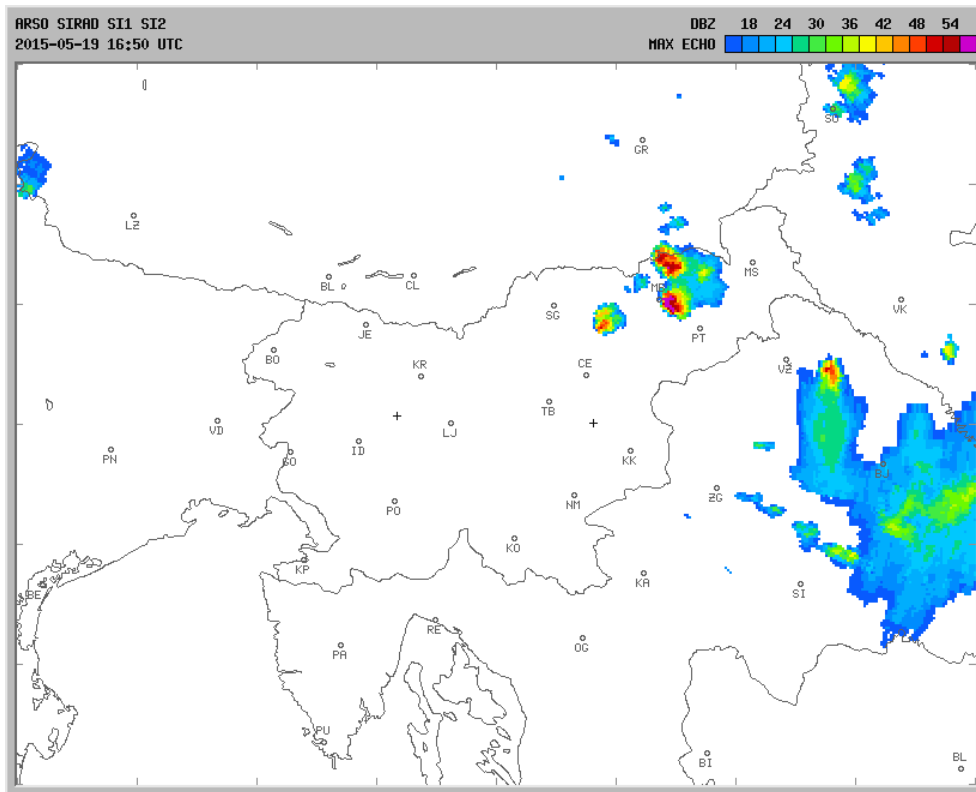 ARSO SIRAD SI1 SI2
2015-05-19 16:50 UTC
DBZ 18 24 30 36 42 48 54
MAX ECHO
SO
GR
LZ
MS
BL
CL
MB
SG
VK
JE
PT
BO
KR
CE
VŽ
TB
VD
LJ
PN
GO
ID
KK
BJ
PO
NM
ZG
KO
KP
KA
BE
SI
RE
PA
OG
PU
BI
BL